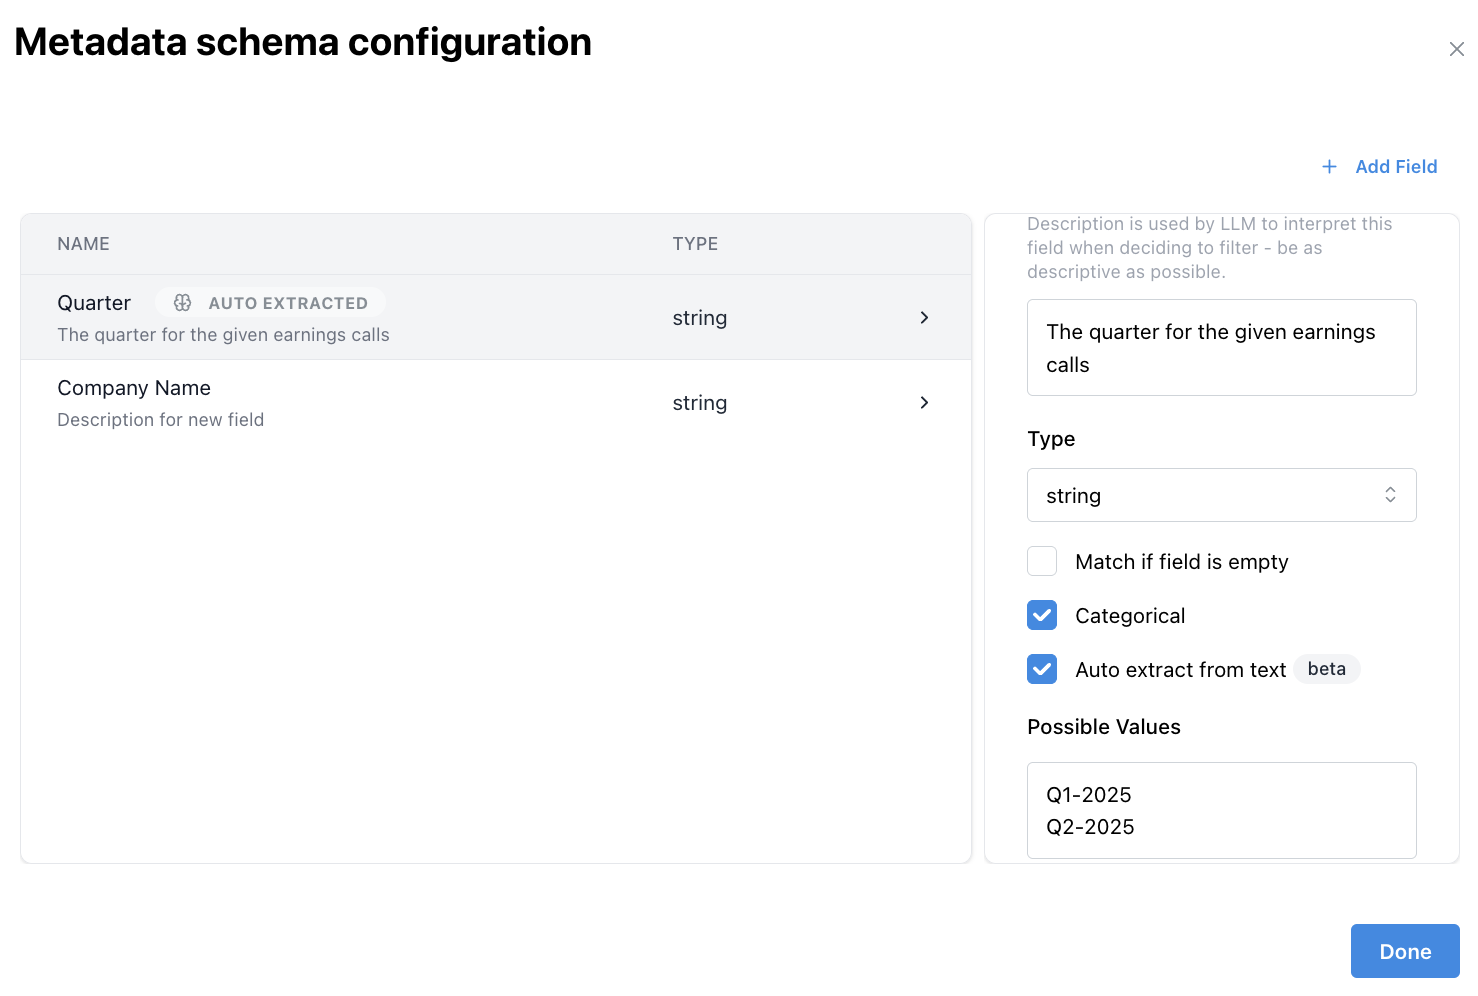 Metadata schema configuration
Add Field
NAME
TYPE
Quarter
AUTO EXTRACTED
The quarter for the given earnings calls
string
Company Name
Description for new field
string
Description is used by LLM to interpret this
field when deciding to filter - be as
descriptive as possible.
The quarter for the given earnings
calls
Type
string
Match if field is empty
Categorical
Auto extract from text
beta
Possible Values
Q1-2025
Q2-2025
Done